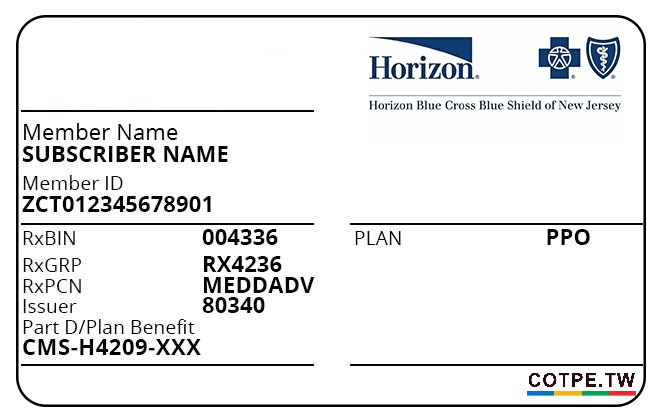 Horizon.
Horizon Blue Cross Blue Shield of New Jersey
Member Name
SUBSCRIBER NAME
Member ID
ZCT012345678901
RxBIN 004336
RxGRP RX4236
RxPCN MEDDADV
Issuer 80340
Part D/Plan Benefit
CMS-H4209-XXX
PLAN PPO
COTPE.TW